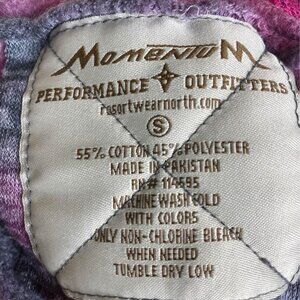 MOMENTUM
PERFORMANCE OUTFITTERS
resortwearnorth.com
S
55% COTTON 45% POLYESTER
MADE IN PAKISTAN
RN# 114595
MACHINE WASH COLD
WITH COLORS
ONLY NON-CHLORINE BLEACH
WHEN NEEDED
TUMBLE DRY LOW